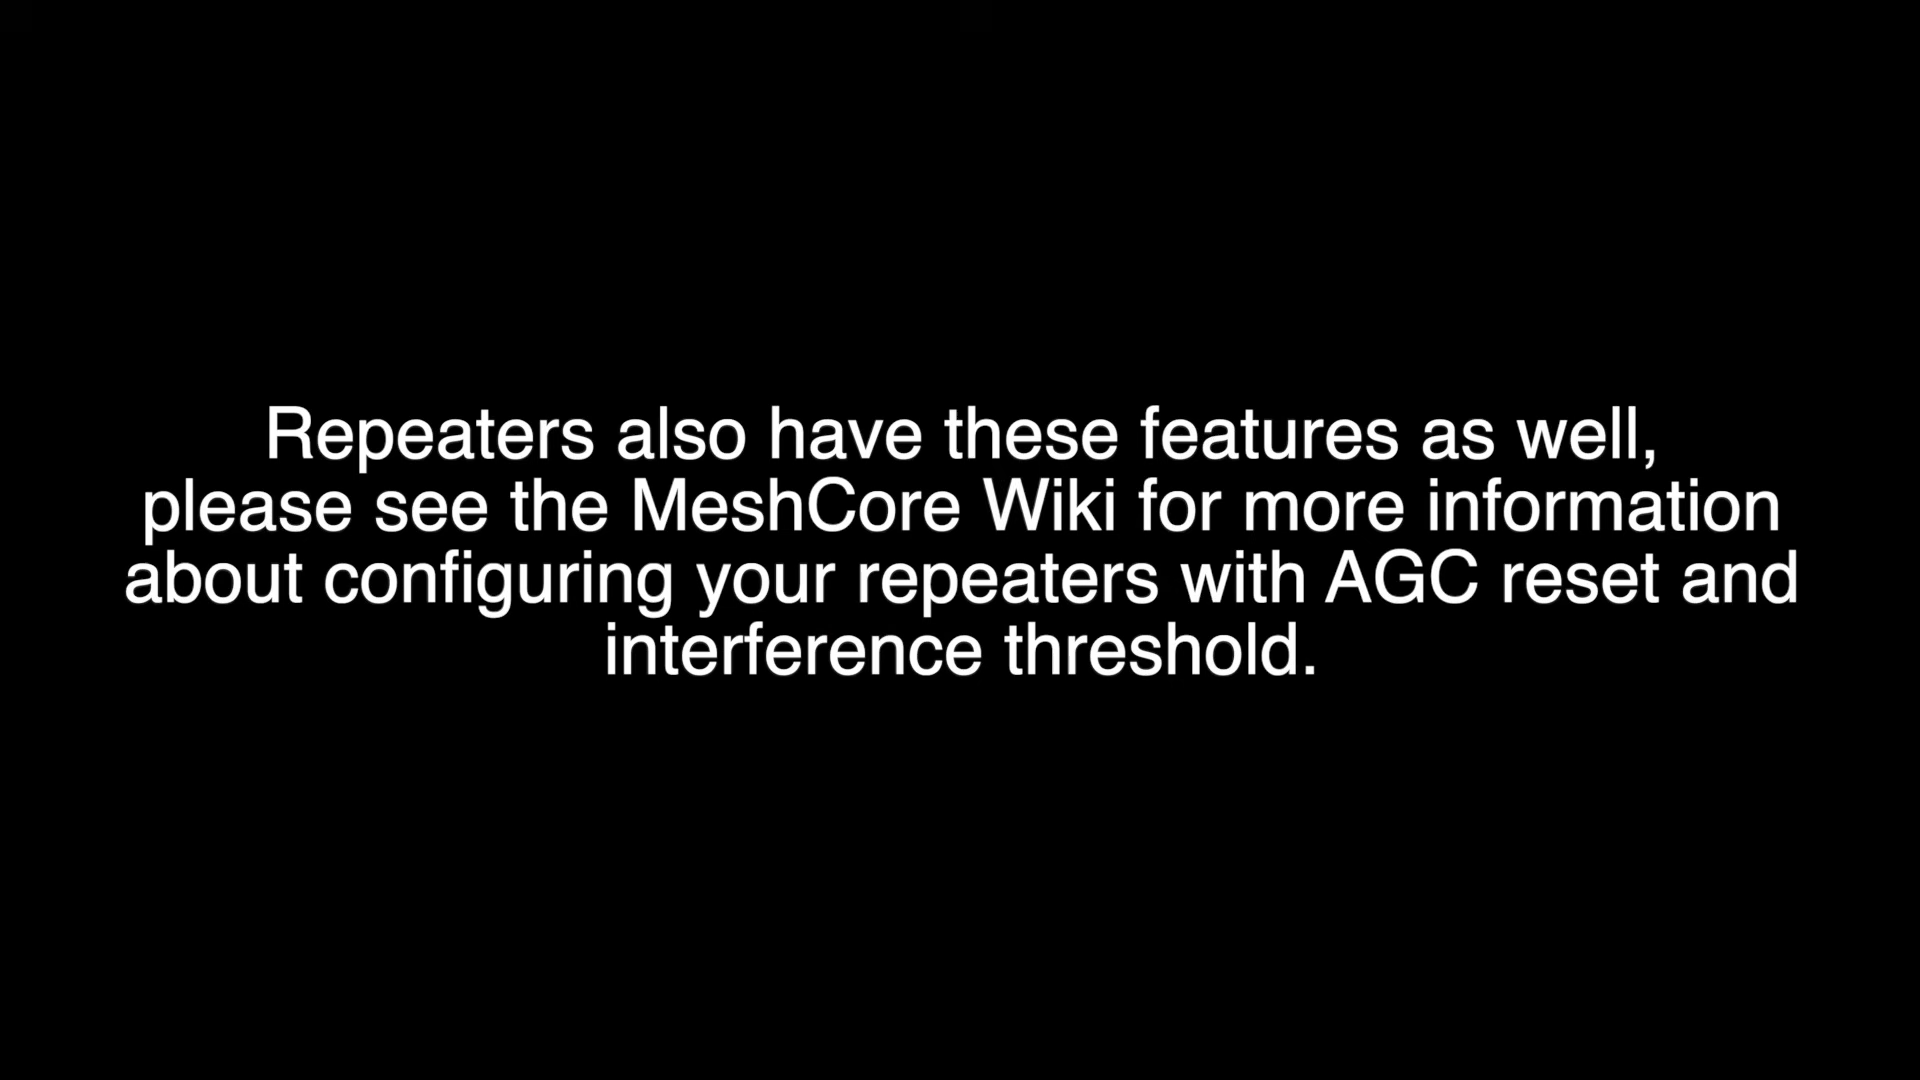 Repeaters also have these features as well,
please see the MeshCore Wiki for more information
about configuring your repeaters with AGC reset and
interference threshold.